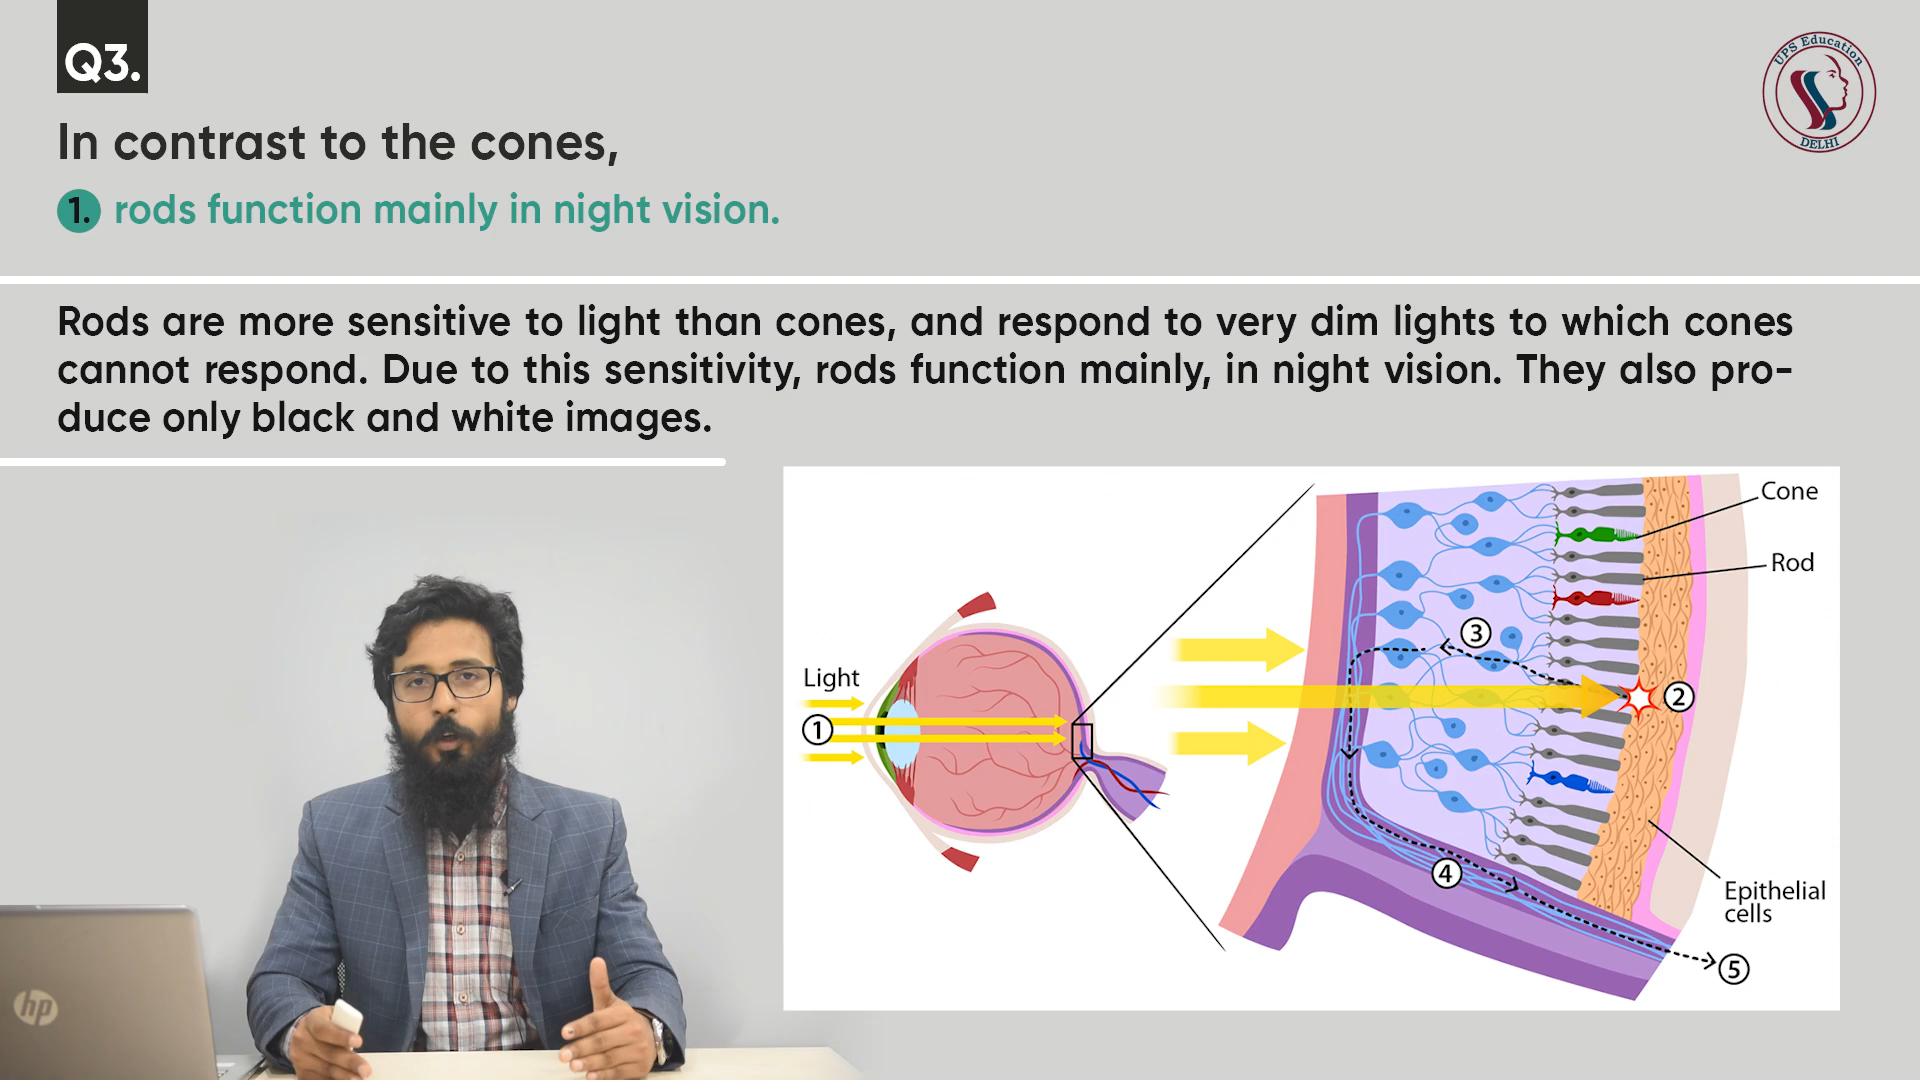 Q3.
UPS Education
DELHI
In contrast to the cones,
1. rods function mainly in night vision.
Rods are more sensitive to light than cones, and respond to very dim lights to which cones
cannot respond. Due to this sensitivity, rods function mainly, in night vision. They also pro-
duce only black and white images.
Cone
Rod
3
Light
2
1
4
Epithelial
cells
5
hp